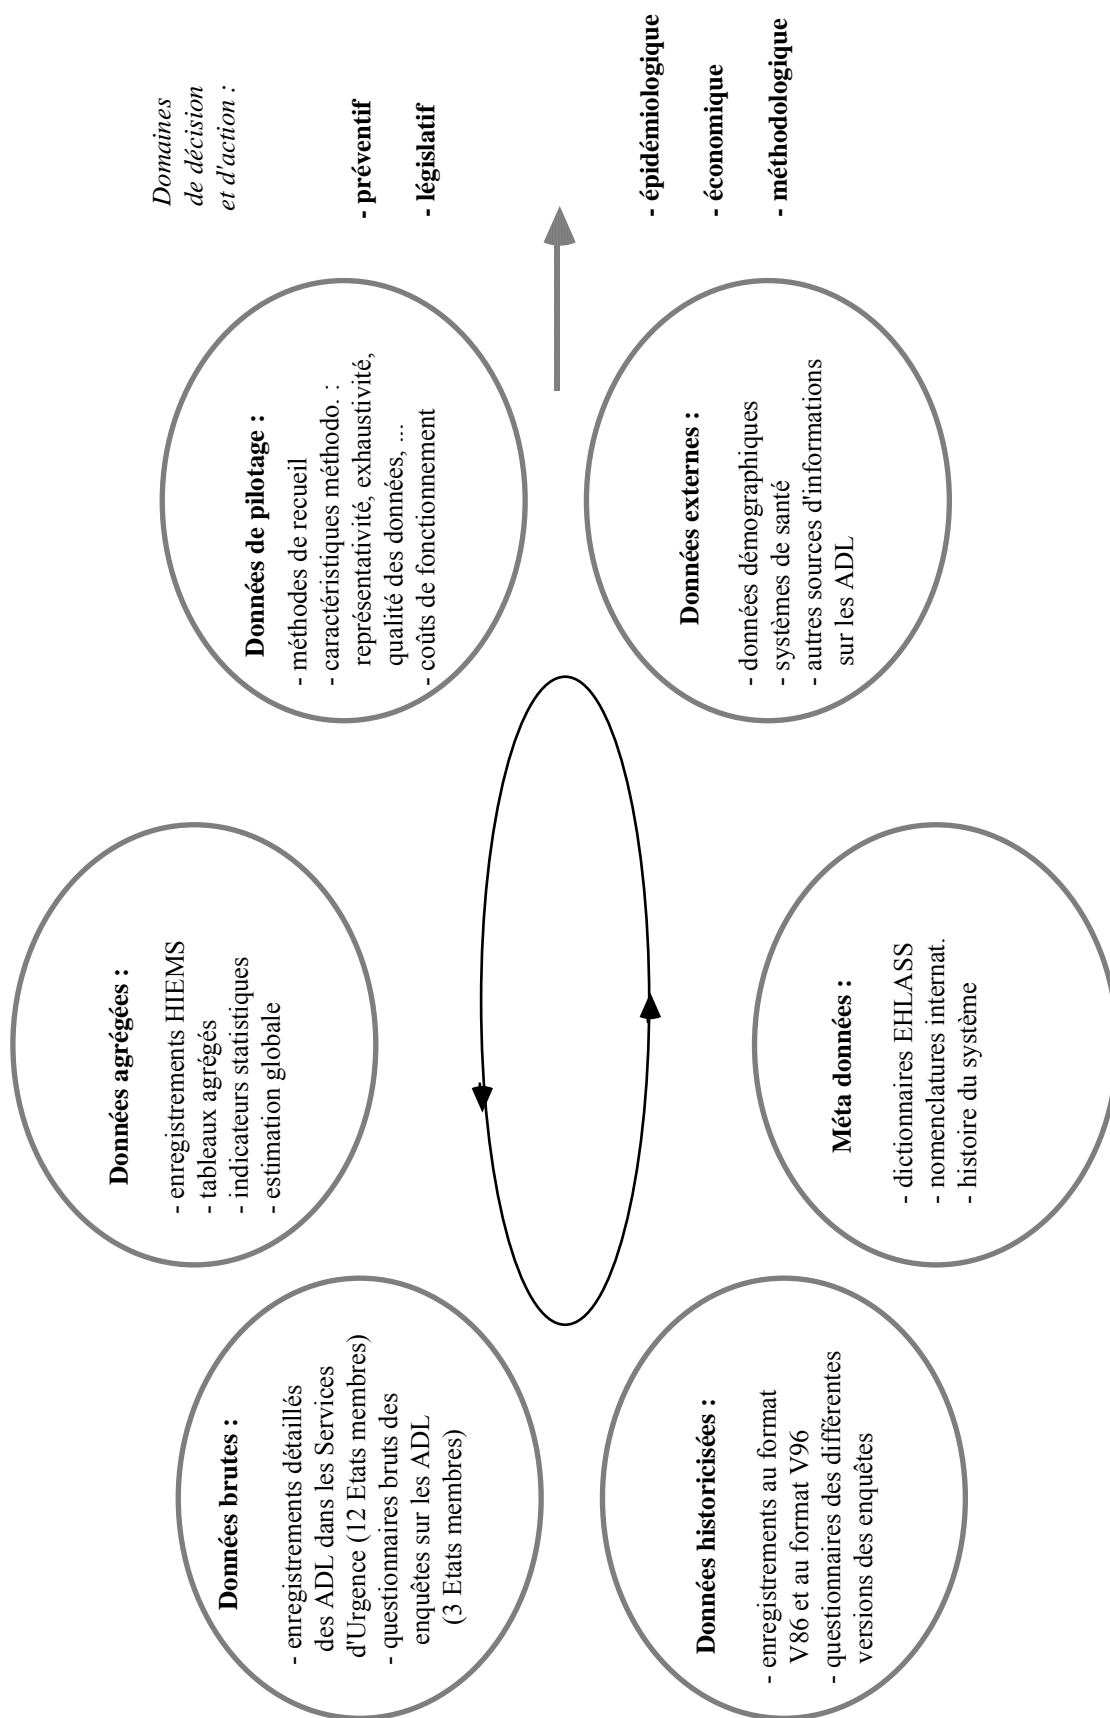 Données brutes :
- enregistrements détaillés
des ADL dans les Services
d'Urgence (12 Etats membres)
- questionnaires bruts des
enquêtes sur les ADL
(3 Etats membres)
Données agrégées :
- enregistrements HIEMS
- tableaux agrégés
- indicateurs statistiques
- estimation globale
Données de pilotage :
- méthodes de recueil
- caractéristiques méthodo. :
représentativité, exhaustivité,
qualité des données, ...
- coûts de fonctionnement
Domaines
de décision
et d'action :
- préventif
- législatif
- épidémiologique
- économique
- méthodologique
Données historicisées :
- enregistrements au format
V86 et au format V96
- questionnaires des différentes
versions des enquêtes
Méta données :
- dictionnaires EHLASS
- nomenclatures internat.
- histoire du système
Données externes :
- données démographiques
- systèmes de santé
- autres sources d'informations
sur les ADL